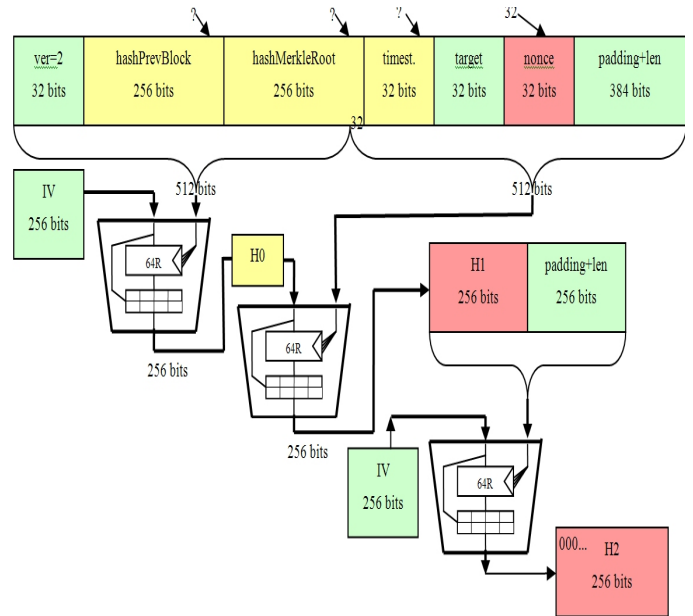 ? ? ? 32
ver=2 hashPrevBlock hashMerkleRoot timest. target nonce padding+len
32 bits 256 bits 256 bits 32 bits 32 bits 32 bits 384 bits
32
512 bits 512 bits
IV
256 bits
64R
H0
256 bits
64R
256 bits
H1 padding+len
256 bits 256 bits
IV
256 bits
64R
000... H2
256 bits